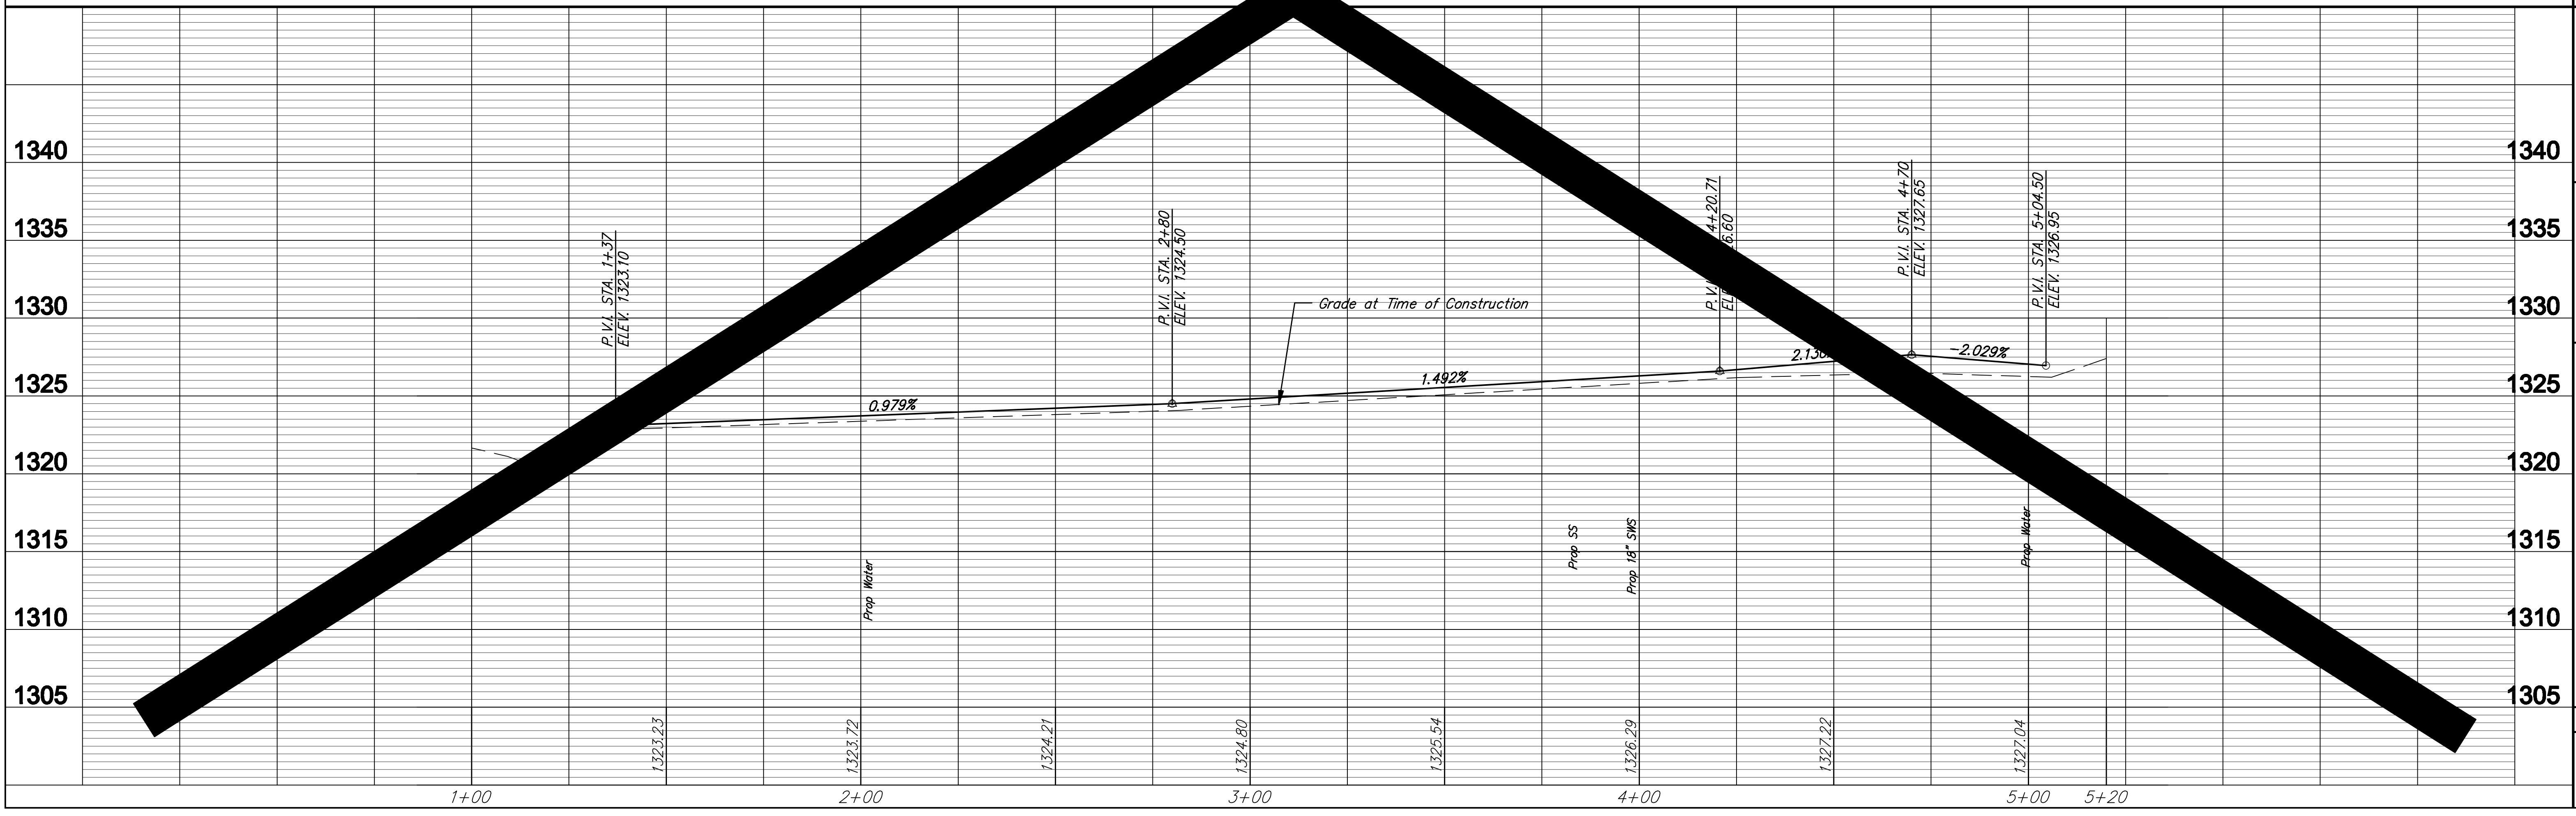 1340
1335
1330
1325
1320
1315
1310
1305
1340
1335
1330
1325
1320
1315
1310
1305
P.V.I. STA. 1+37
ELEV. 1323.10
P.V.I. STA. 2+80
ELEV. 1324.50
4+20.71
6.60
P.V.I. STA. 4+70
ELEV. 1327.65
P.V.I. STA. 5+04.50
ELEV. 1326.95
Grade at Time of Construction
0.979%
1.492%
-2.029%
Prop Water
Prop SS
Prop 18" SWS
Prop Water
1323.23
1323.72
1324.21
1324.80
1325.54
1326.29
1327.22
1327.04
1+00
2+00
3+00
4+00
5+00
5+20